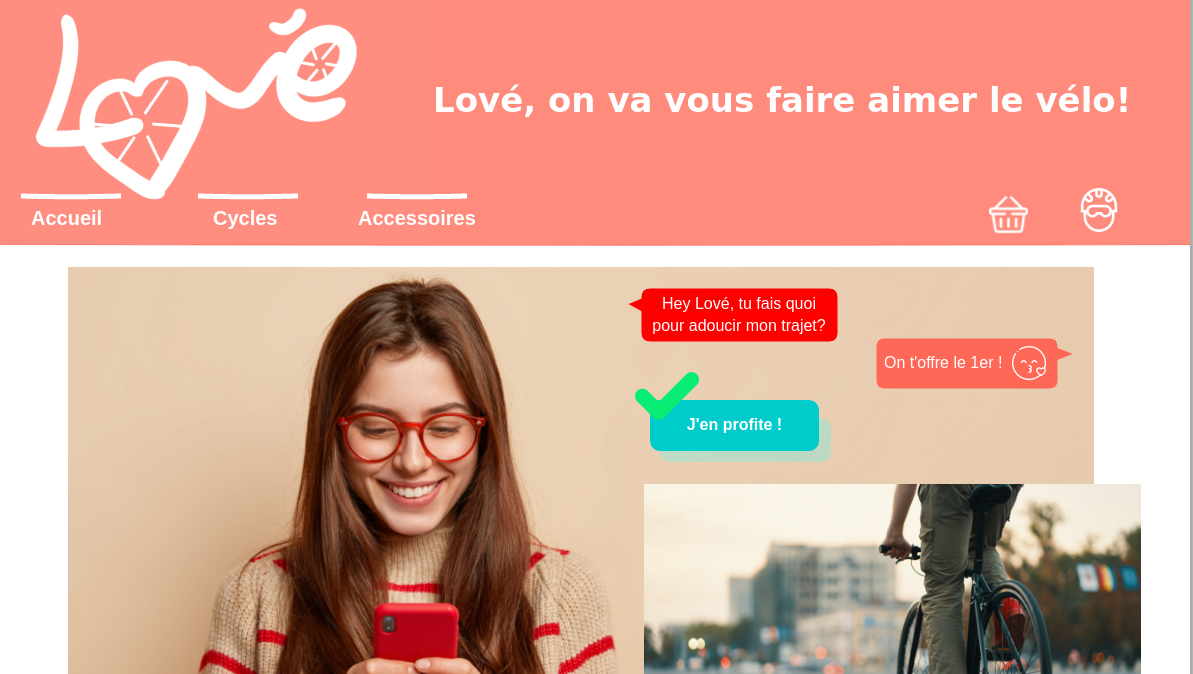 Lové
Lové, on va vous faire aimer le vélo!
Accueil
Cycles
Accessoires
Hey Lové, tu fais quoi
pour adoucir mon trajet?
On t'offre le 1er !
J'en profite !